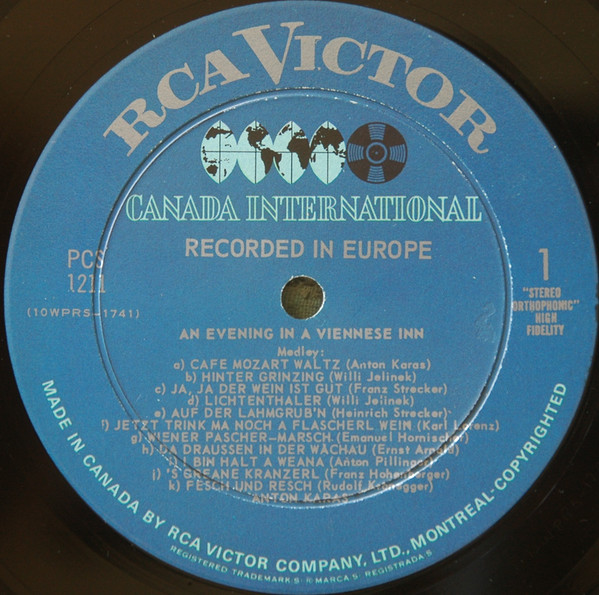 RCA VICTOR
CANADA INTERNATIONAL
RECORDED IN EUROPE
PCS
1211
(10WPRS-1741)
1
"STEREO
ORTHOPHONIC"
HIGH
FIDELITY
AN EVENING IN A VIENNESE INN
Medley:
a) CAFE MOZART WALTZ (Anton Karas)
b) HINTER GRINZING (Willi Jelinek)
c) JA, JA DER WEIN IST GUT (Franz Strecker)
d) LICHTENTHALER (Willi Jelinek)
e) AUF DER LAHMGRUB'N (Heinrich Strecker)
f) JETZT TRINK MA NOCH A FLASCHERL WEIN (Karl Lorenz)
g) WIENER PASCHER-MARSCH (Emanuel Hornischer)
h) DA DRAUSSEN IN DER WACHAU (Ernst Arnold)
i) I BIN HALT A WEANA (Anton Pillinger)
j) 'S GREANE KRANZERL (Franz Hohenberger)
k) FESCH UND RESCH (Rudolf Kronegger)
ANTON KARAS
MADE IN CANADA BY RCA VICTOR COMPANY, LTD., MONTREAL-COPYRIGHTED
REGISTERED TRADEMARKS ® MARCAS REGISTRADAS